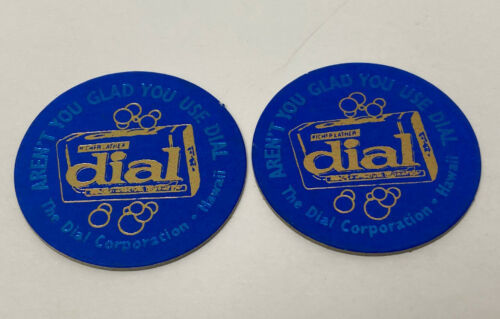 AREN'T YOU GLAD YOU USE DIAL
RICHER LATHER
dial
The Dial Corporation • Hawaii
AREN'T YOU GLAD YOU USE DIAL
RICHER LATHER
dial
The Dial Corporation • Hawaii